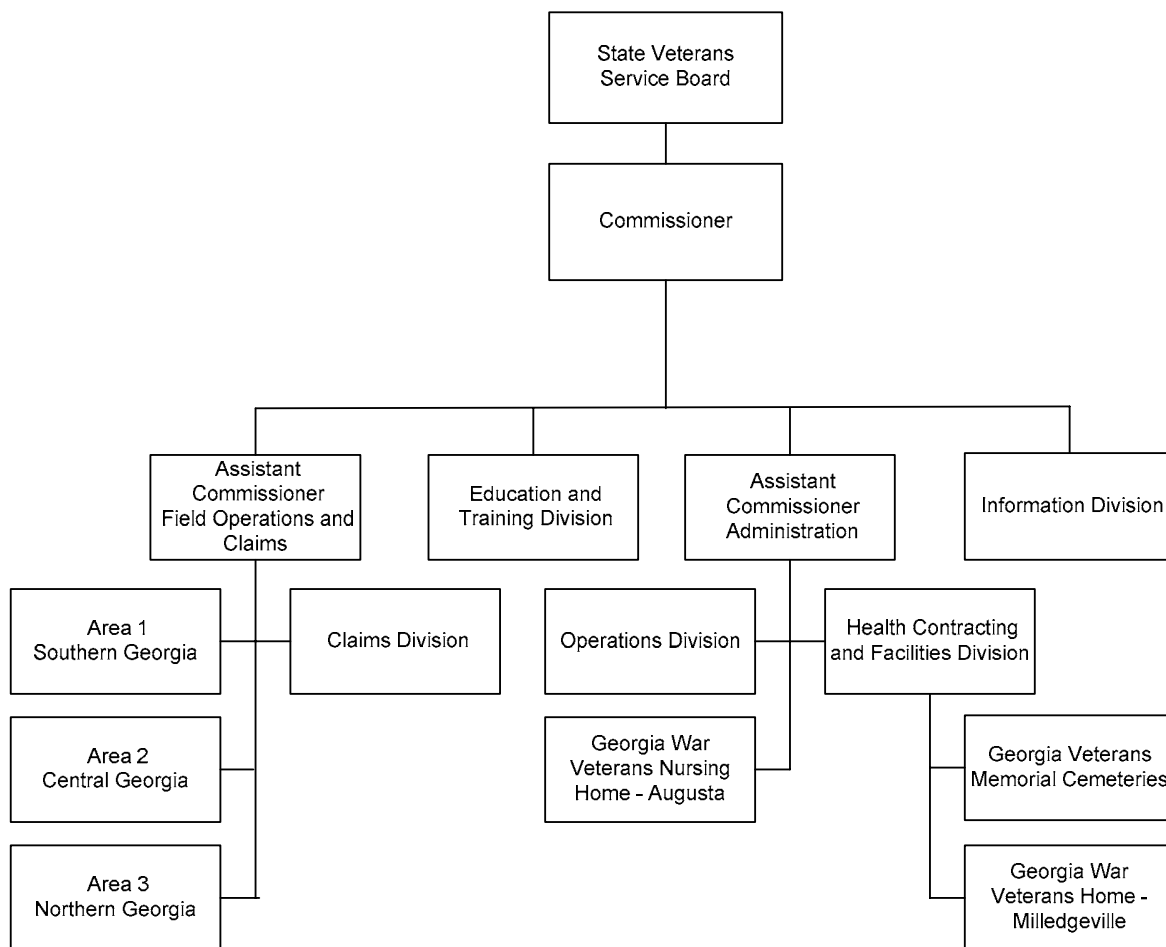 State Veterans
Service Board
Commissioner
Assistant
Commissioner
Field Operations and
Claims
Education and
Training Division
Assistant
Commissioner
Administration
Information Division
Area 1
Southern Georgia
Claims Division
Operations Division
Health Contracting
and Facilities Division
Area 2
Central Georgia
Georgia War
Veterans Nursing
Home - Augusta
Georgia Veterans
Memorial Cemeteries
Area 3
Northern Georgia
Georgia War
Veterans Home -
Milledgeville